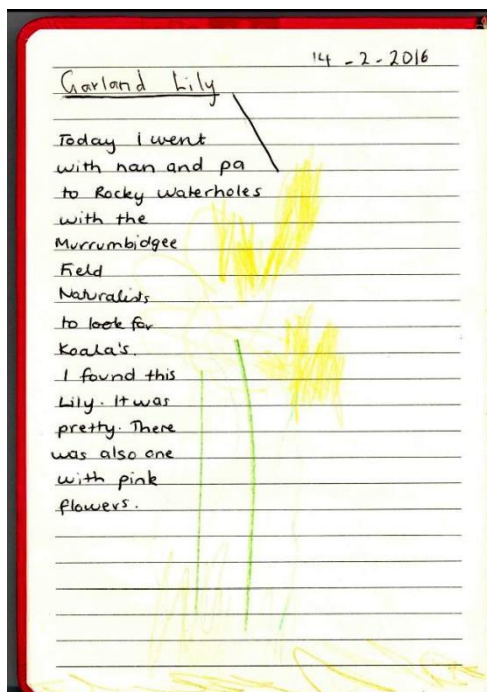 14-2-2016
Garland Lily
Today i went
with nan and pa
to Rocky Waterholes
with the
Murrumbidgee
Field
Naturalists
to look for
Koala's.
I found this
Lily. It was
pretty. There
was also one
with pink
flowers.